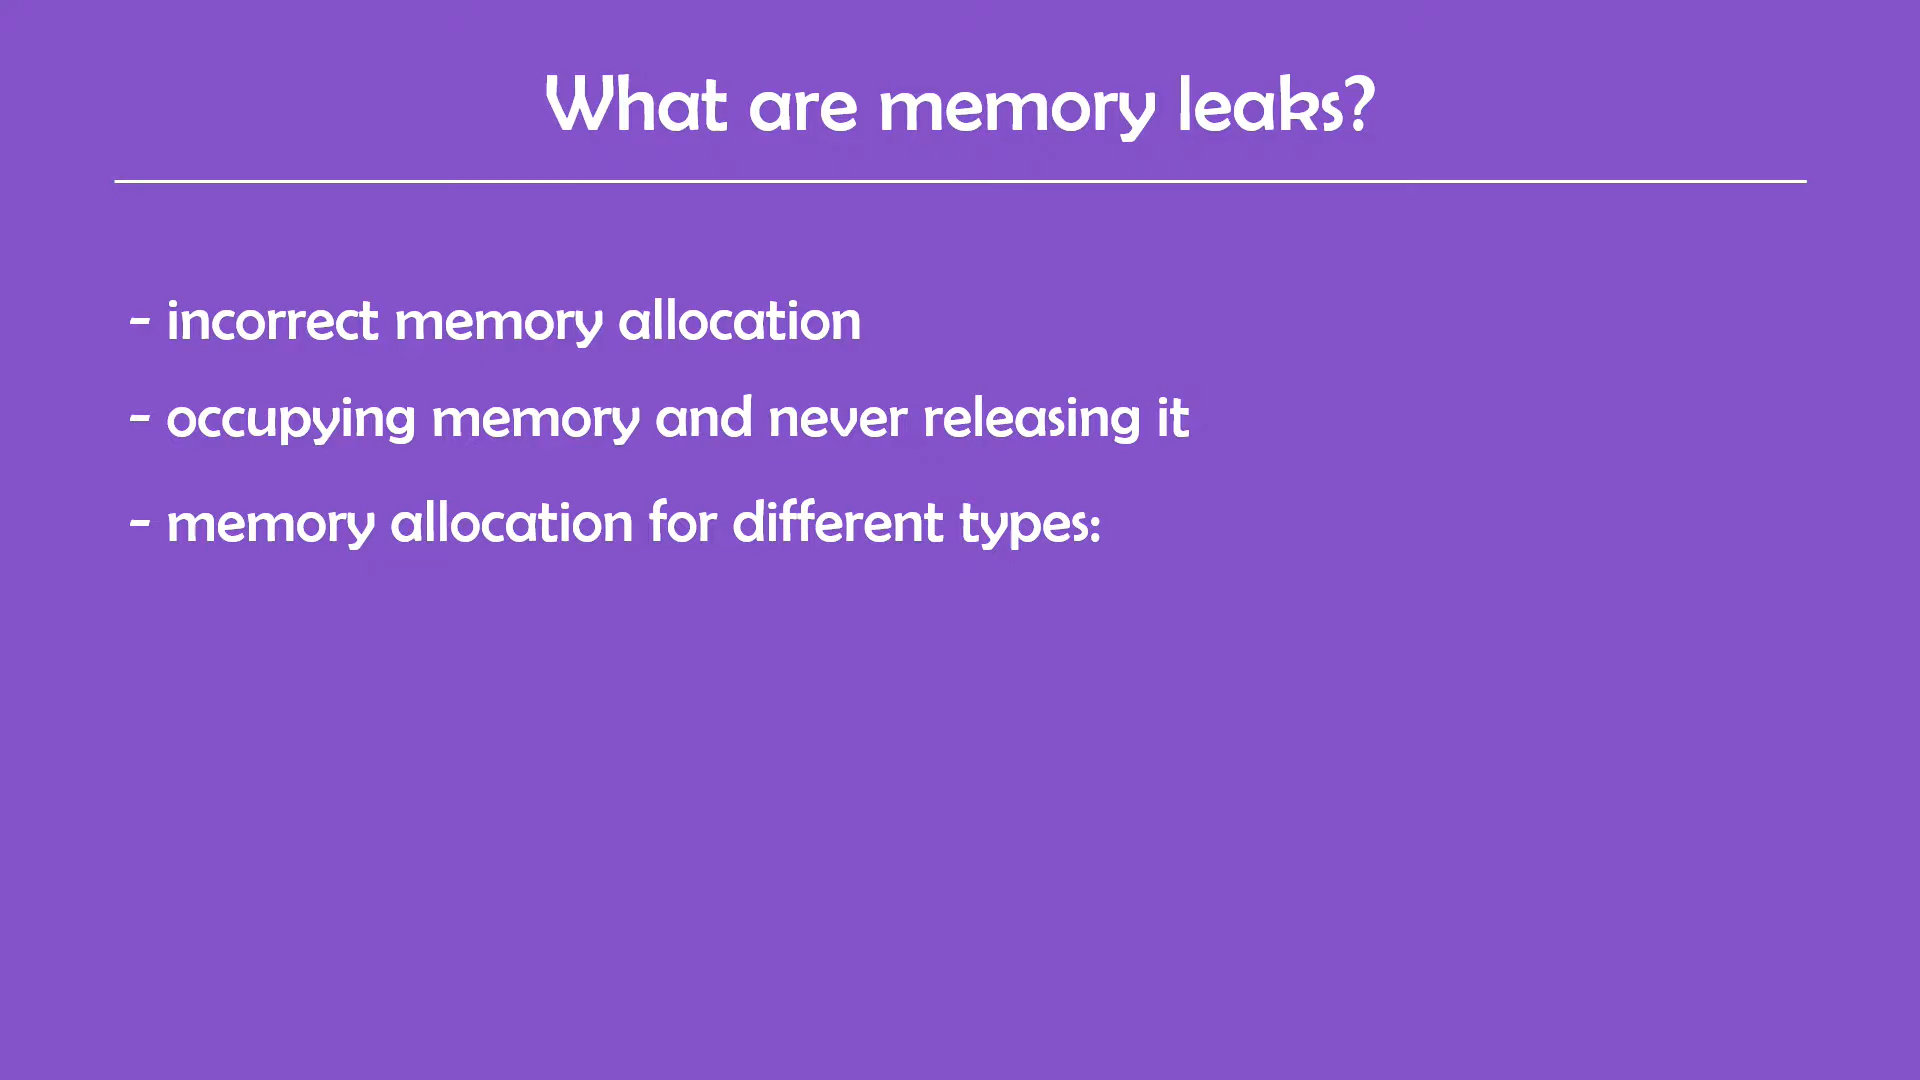 What are memory leaks?
- incorrect memory allocation
- occupying memory and never releasing it
- memory allocation for different types: